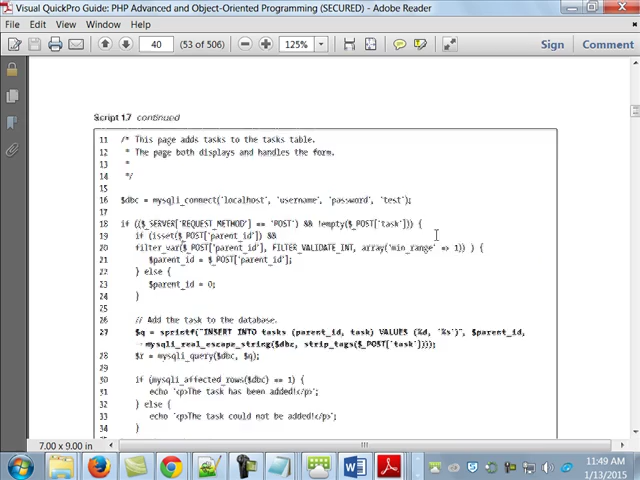 Visual QuickPro Guide: PHP Advanced and Object-Oriented Programming (SECURED) - Adobe Reader
File Edit View Window Help
40 (53 of 506) 125% Sign Comment
Script 1.7 continued
11 /* This page adds tasks to the tasks table.
12 * The page both displays and handles the form.
13 *
14 */
15
16 $dbc = mysqli_connect('localhost', 'username', 'password', 'test');
17
18 if (($_SERVER['REQUEST_METHOD'] == 'POST') && !empty($_POST['task'])) {
19 if (isset($_POST['parent_id']) &&
20 filter_var($_POST['parent_id'], FILTER_VALIDATE_INT, array('min_range' => 1)) ) {
21 $parent_id = $_POST['parent_id'];
22 } else {
23 $parent_id = 0;
24 }
25
26 // Add the task to the database.
27 $q = sprintf("INSERT INTO tasks (parent_id, task) VALUES (%d, '%s')", $parent_id,
→ mysqli_real_escape_string($dbc, strip_tags($_POST['task'])));
28 $r = mysqli_query($dbc, $q);
29
30 if (mysqli_affected_rows($dbc) == 1) {
31 echo '<p>The task has been added!</p>';
32 } else {
33 echo '<p>The task could not be added!</p>';
34 }
7.00 x 9.00 in
11:49 AM
1/13/2015